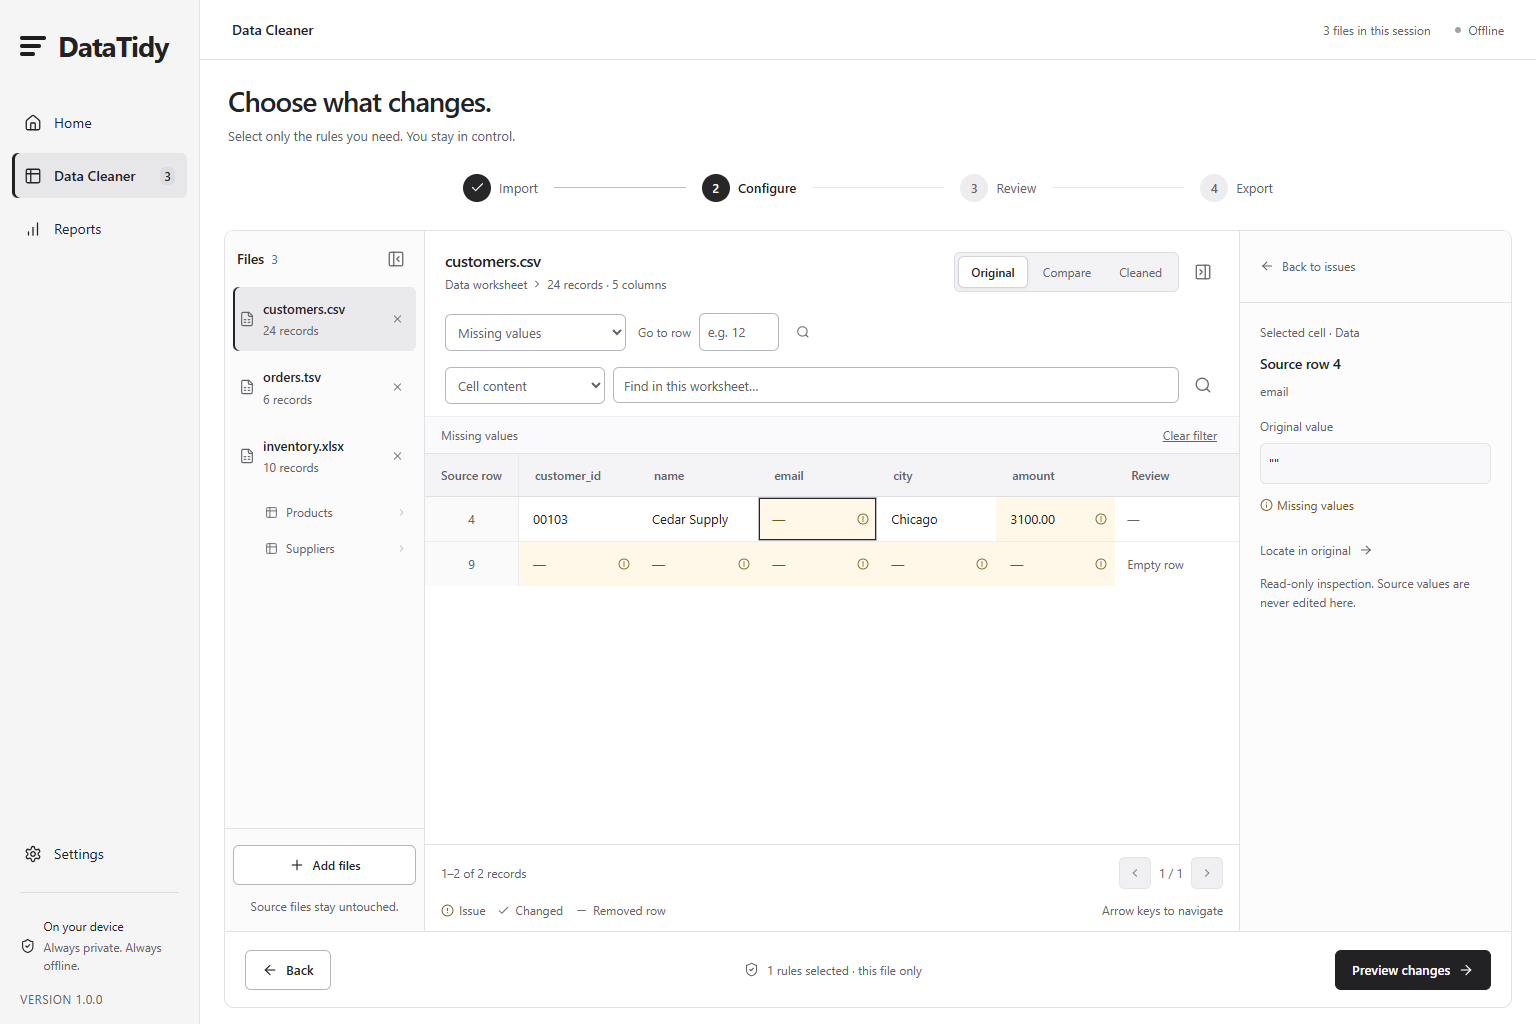 DataTidy
Home
Data Cleaner 3
Reports
Settings
On your device
Always private. Always
offline.
VERSION 1.0.0
Data Cleaner
3 files in this session
Offline
Choose what changes.
Select only the rules you need. You stay in control.
Import
2 Configure
3 Review
4 Export
Files 3
customers.csv
24 records
orders.tsv
6 records
inventory.xlsx
10 records
Products
Suppliers
Add files
Source files stay untouched.
customers.csv
Data worksheet > 24 records · 5 columns
Original Compare Cleaned
Missing values Go to row e.g. 12
Cell content Find in this worksheet...
Missing values Clear filter
Source row customer_id name email city amount Review
4 00103 Cedar Supply — Chicago 3100.00 —
9 — — — — — Empty row
1–2 of 2 records
1 / 1
Issue Changed Removed row
Arrow keys to navigate
Back to issues
Selected cell · Data
Source row 4
email
Original value
""
Missing values
Locate in original
Read-only inspection. Source values are
never edited here.
Back
1 rules selected · this file only
Preview changes